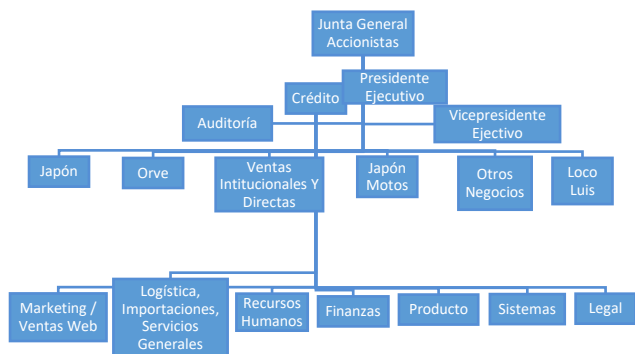 Junta General
Accionistas
Presidente
Ejecutivo
Crédito
Auditoría
Vicepresidente
Ejectivo
Japón
Orve
Ventas
Intitucionales Y
Directas
Japón
Motos
Otros
Negocios
Loco
Luis
Marketing /
Ventas Web
Logística,
Importaciones,
Servicios
Generales
Recursos
Humanos
Finanzas
Producto
Sistemas
Legal